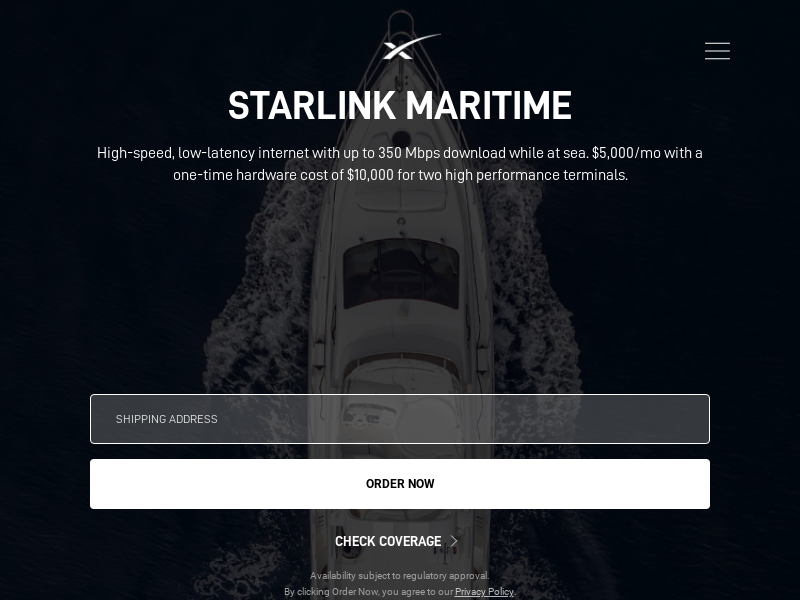 STARLINK MARITIME
High-speed, low-latency internet with up to 350 Mbps download while at sea. $5,000/mo with a
one-time hardware cost of $10,000 for two high performance terminals.
SHIPPING ADDRESS
ORDER NOW
CHECK COVERAGE
Availability subject to regulatory approval.
By clicking Order Now, you agree to our Privacy Policy.